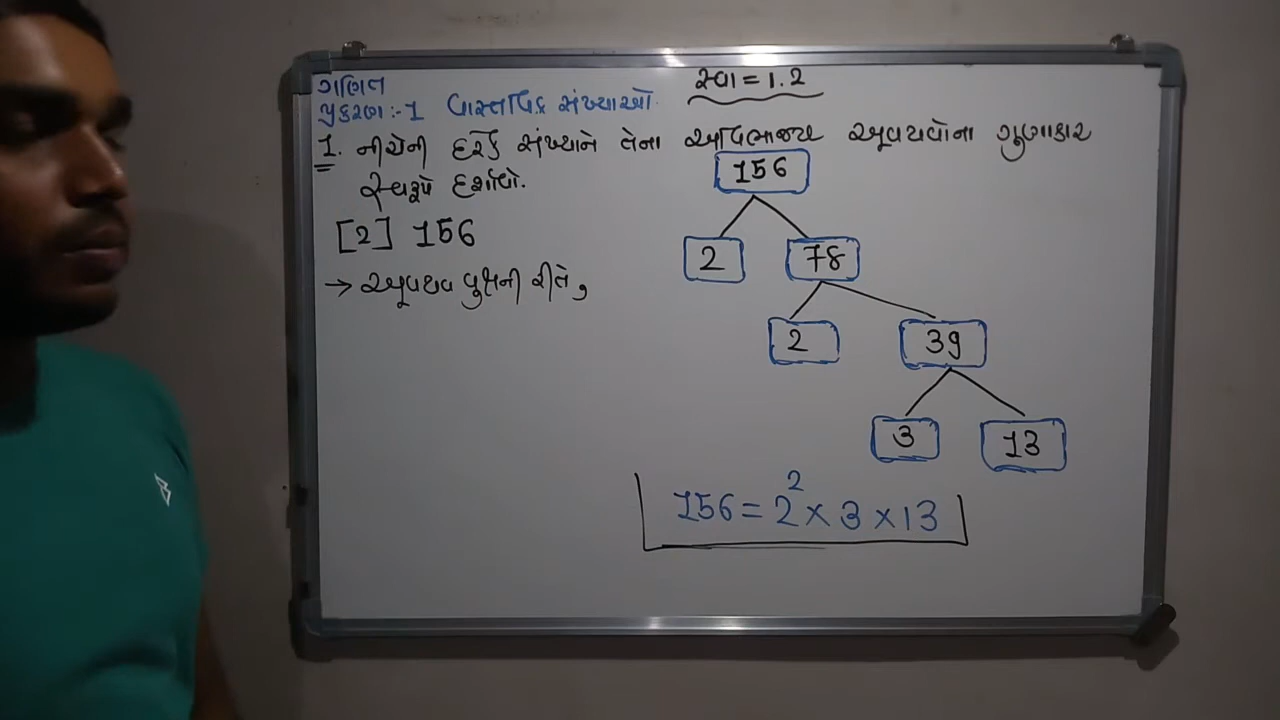 ગણિત
પ્રકરણ:-1 વાસ્તવિક સંખ્યાઓ.
સ્વા = 1.2
1. નીચેની દરેક સંખ્યાને તેના અવિભાજ્ય અવયવોના ગુણાકાર
સ્વરૂપે દર્શાવો.
[2] 156
→ અવયવ વૃક્ષની રીતે,
156
2 78
2 39
3 13
156 = 2² × 3 × 13